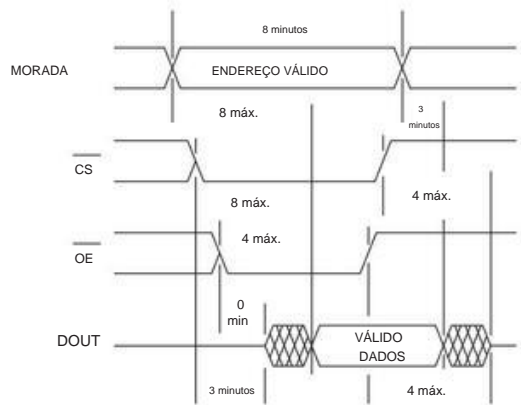 8 minutos
MORADA
ENDEREÇO VÁLIDO
8 máx.
3
minutos
CS
8 máx.
4 máx.
4 máx.
OE
0
min
DOUT
VÁLIDO
DADOS
3 minutos
4 máx.